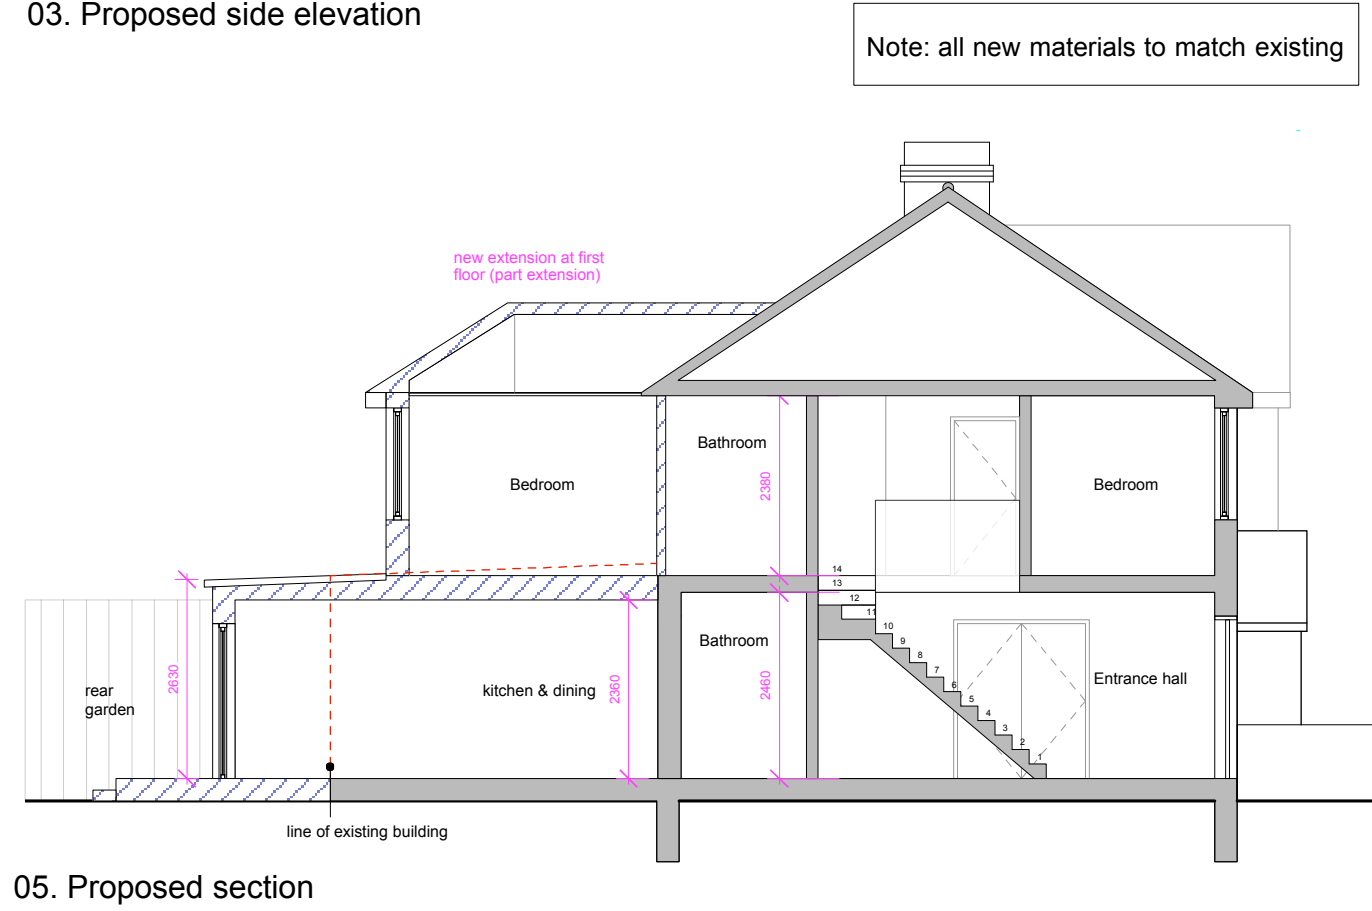 03. Proposed side elevation
Note: all new materials to match existing
new extension at first
floor (part extension)
Bathroom
2380
Bedroom
Bedroom
14
13
12
11
10
9
8
7
6
5
4
3
2
1
Bathroom
2460
2360
2630
kitchen & dining
Entrance hall
rear
garden
line of existing building
05. Proposed section